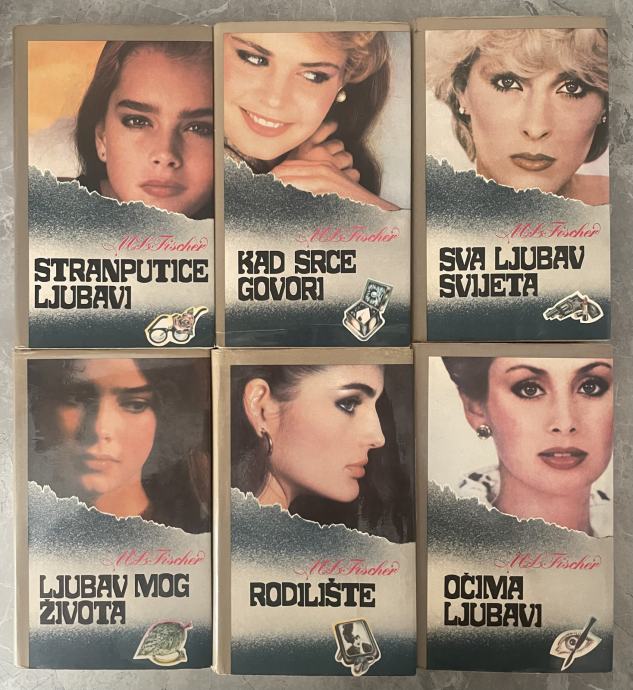 M.L. Fischer
STRANPUTICE
LJUBAVI
M.L. Fischer
KAD SRCE
GOVORI
M.L. Fischer
SVA LJUBAV
SVIJETA
M.L. Fischer
LJUBAV MOG
ŽIVOTA
M.L. Fischer
RODILIŠTE
M.L. Fischer
OČIMA
LJUBAVI